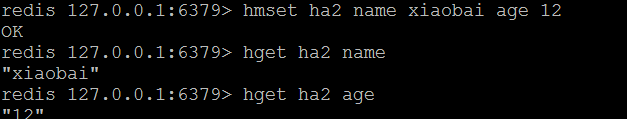 redis 127.0.0.1:6379> hmset ha2 name xiaobai age 12
OK
redis 127.0.0.1:6379> hget ha2 name
"xiaobai"
redis 127.0.0.1:6379> hget ha2 age
"12"